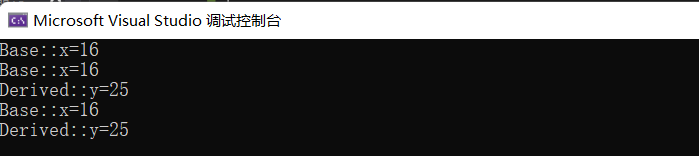 Microsoft Visual Studio 调试控制台
Base::x=16
Base::x=16
Derived::y=25
Base::x=16
Derived::y=25